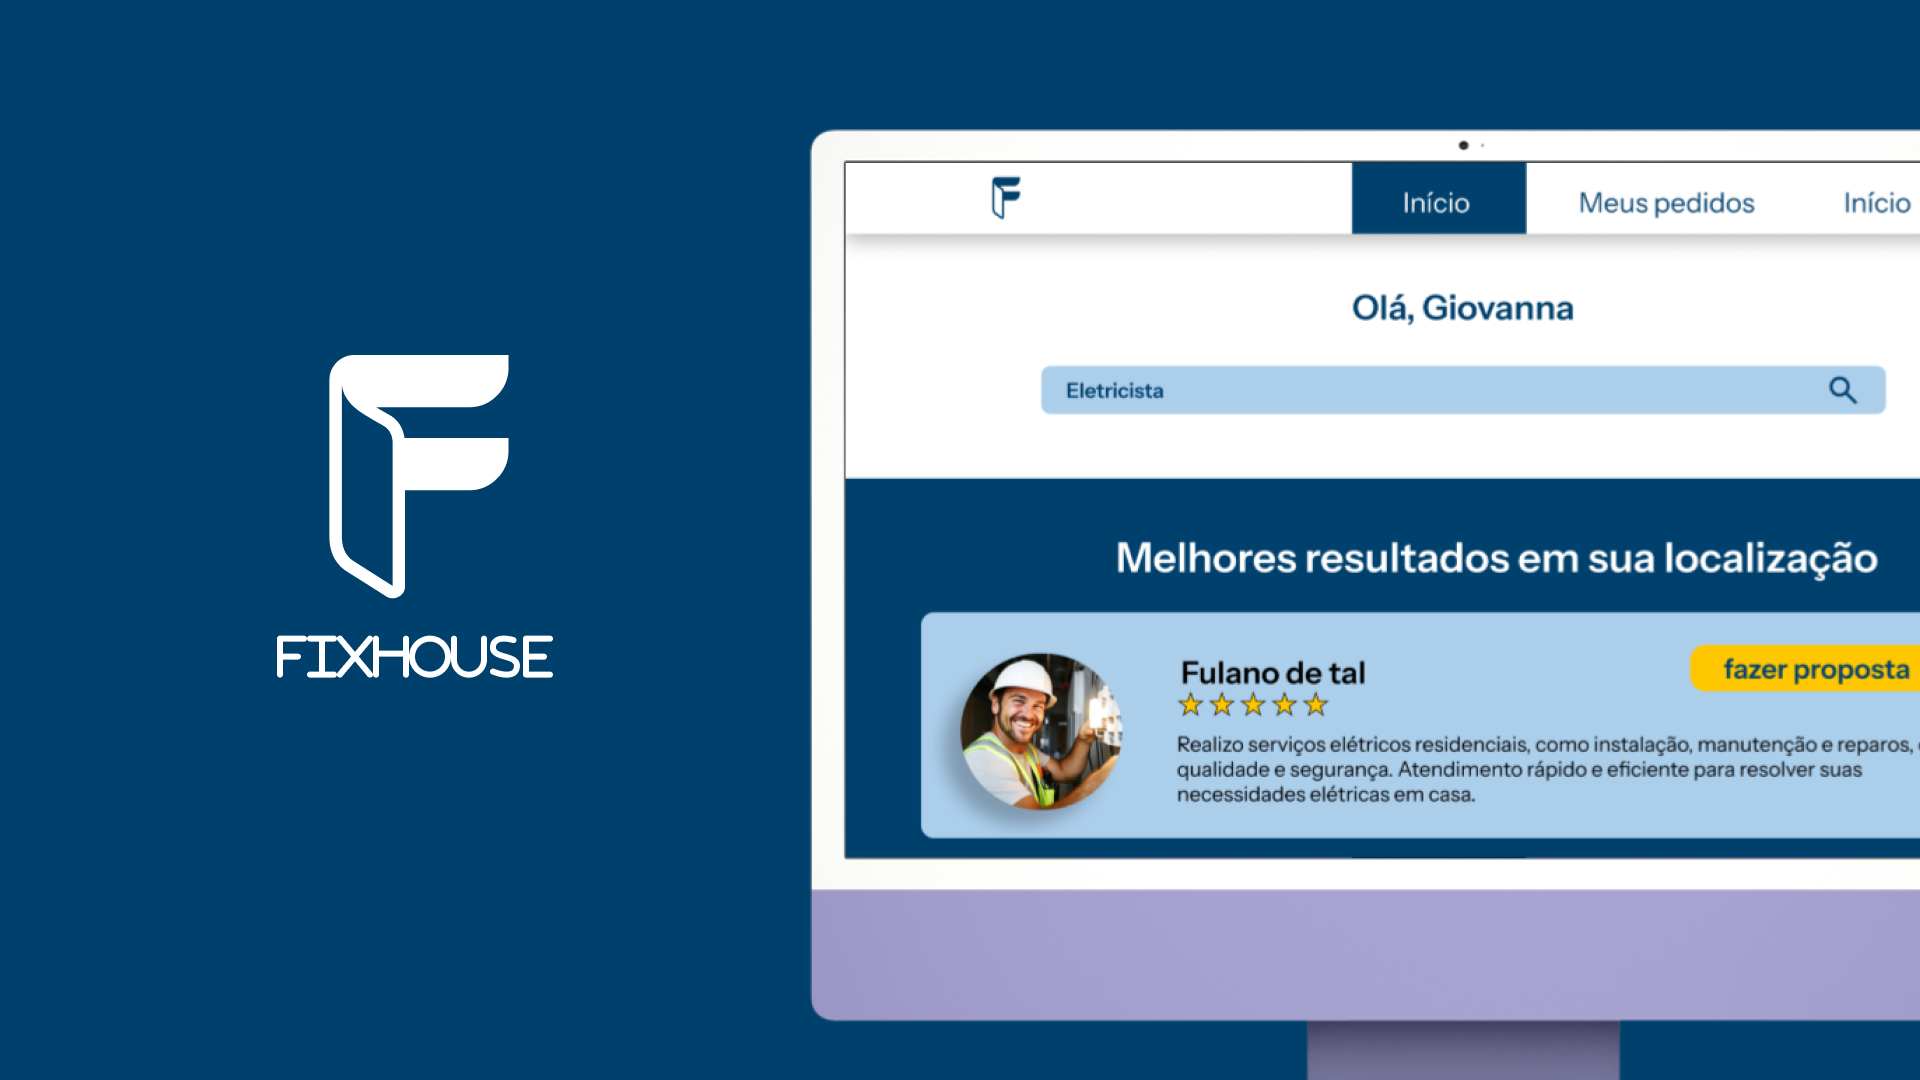 FIXHOUSE
Início
Meus pedidos
Início
Olá, Giovanna
Eletricista
Melhores resultados em sua localização
Fulano de tal
fazer proposta
Realizo serviços elétricos residenciais, como instalação, manutenção e reparos,
qualidade e segurança. Atendimento rápido e eficiente para resolver suas
necessidades elétricas em casa.